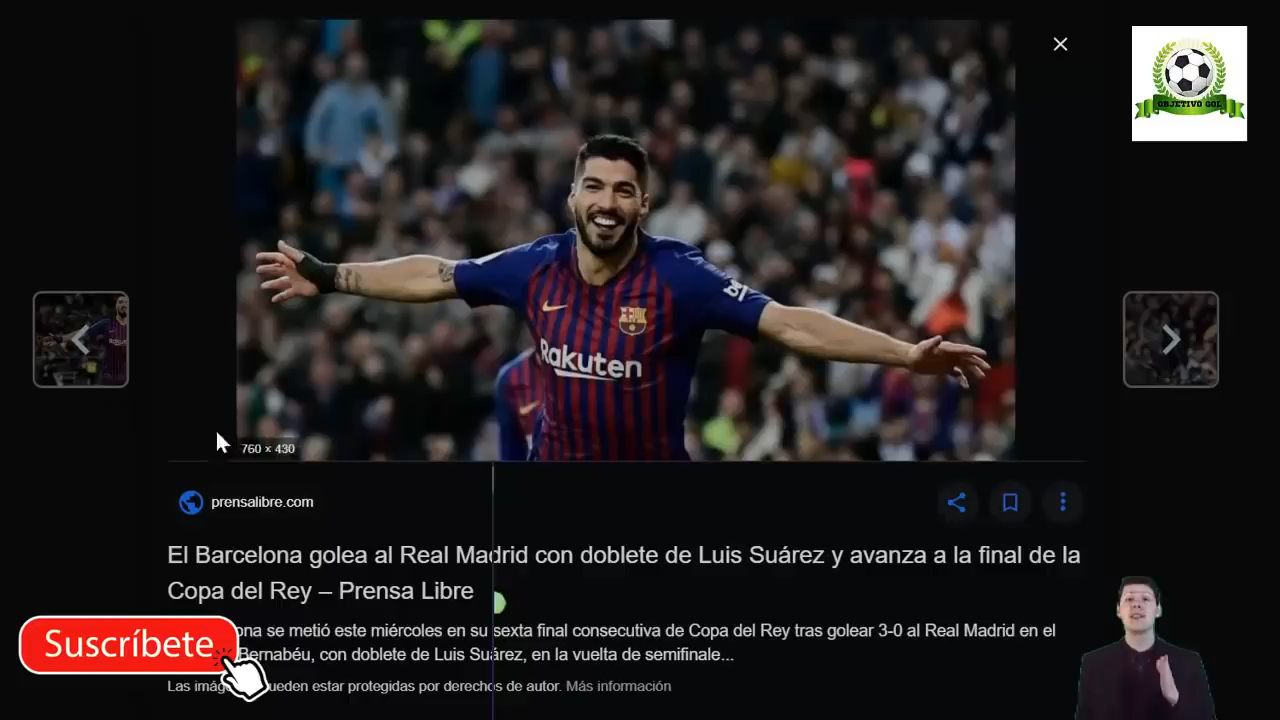 OBJETIVO GOL
beko
Rakuten
760 × 430
prensalibre.com
El Barcelona golea al Real Madrid con doblete de Luis Suárez y avanza a la final de la
Copa del Rey – Prensa Libre
ona se metió este miércoles en su sexta final consecutiva de Copa del Rey tras golear 3-0 al Real Madrid en el
Suscríbete
Bernabéu, con doblete de Luis Suárez, en la vuelta de semifinale...
Las imág ueden estar protegidas por derechos de autor. Más información